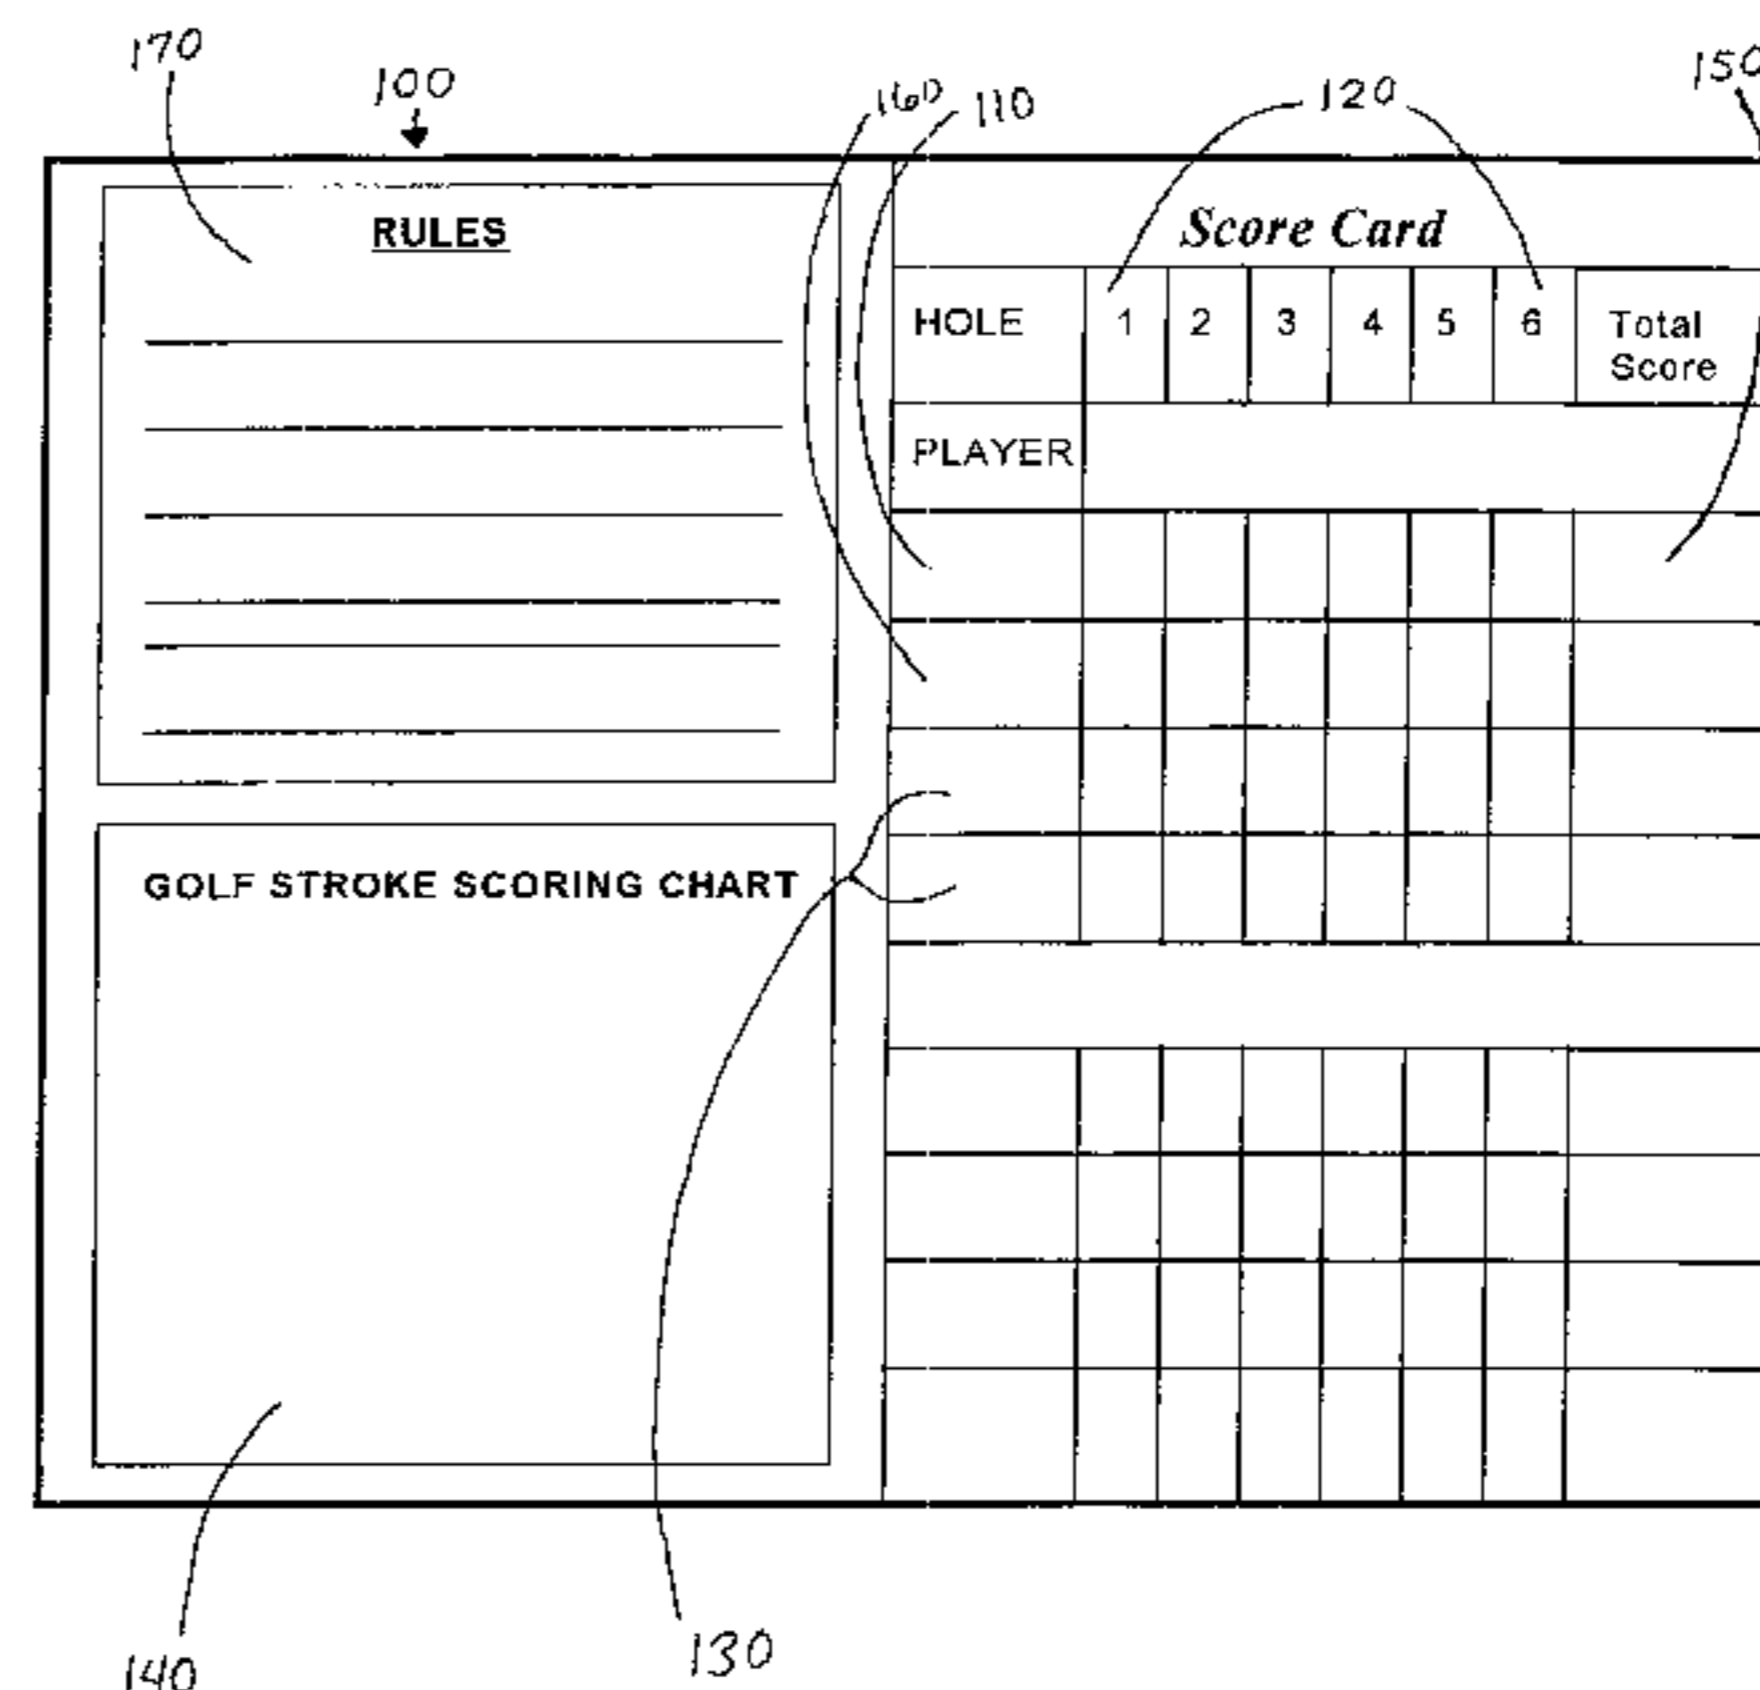 170
100
160
110
120
150
RULES
Score Card
HOLE 1 2 3 4 5 6 Total Score
PLAYER
GOLF STROKE SCORING CHART
140
130